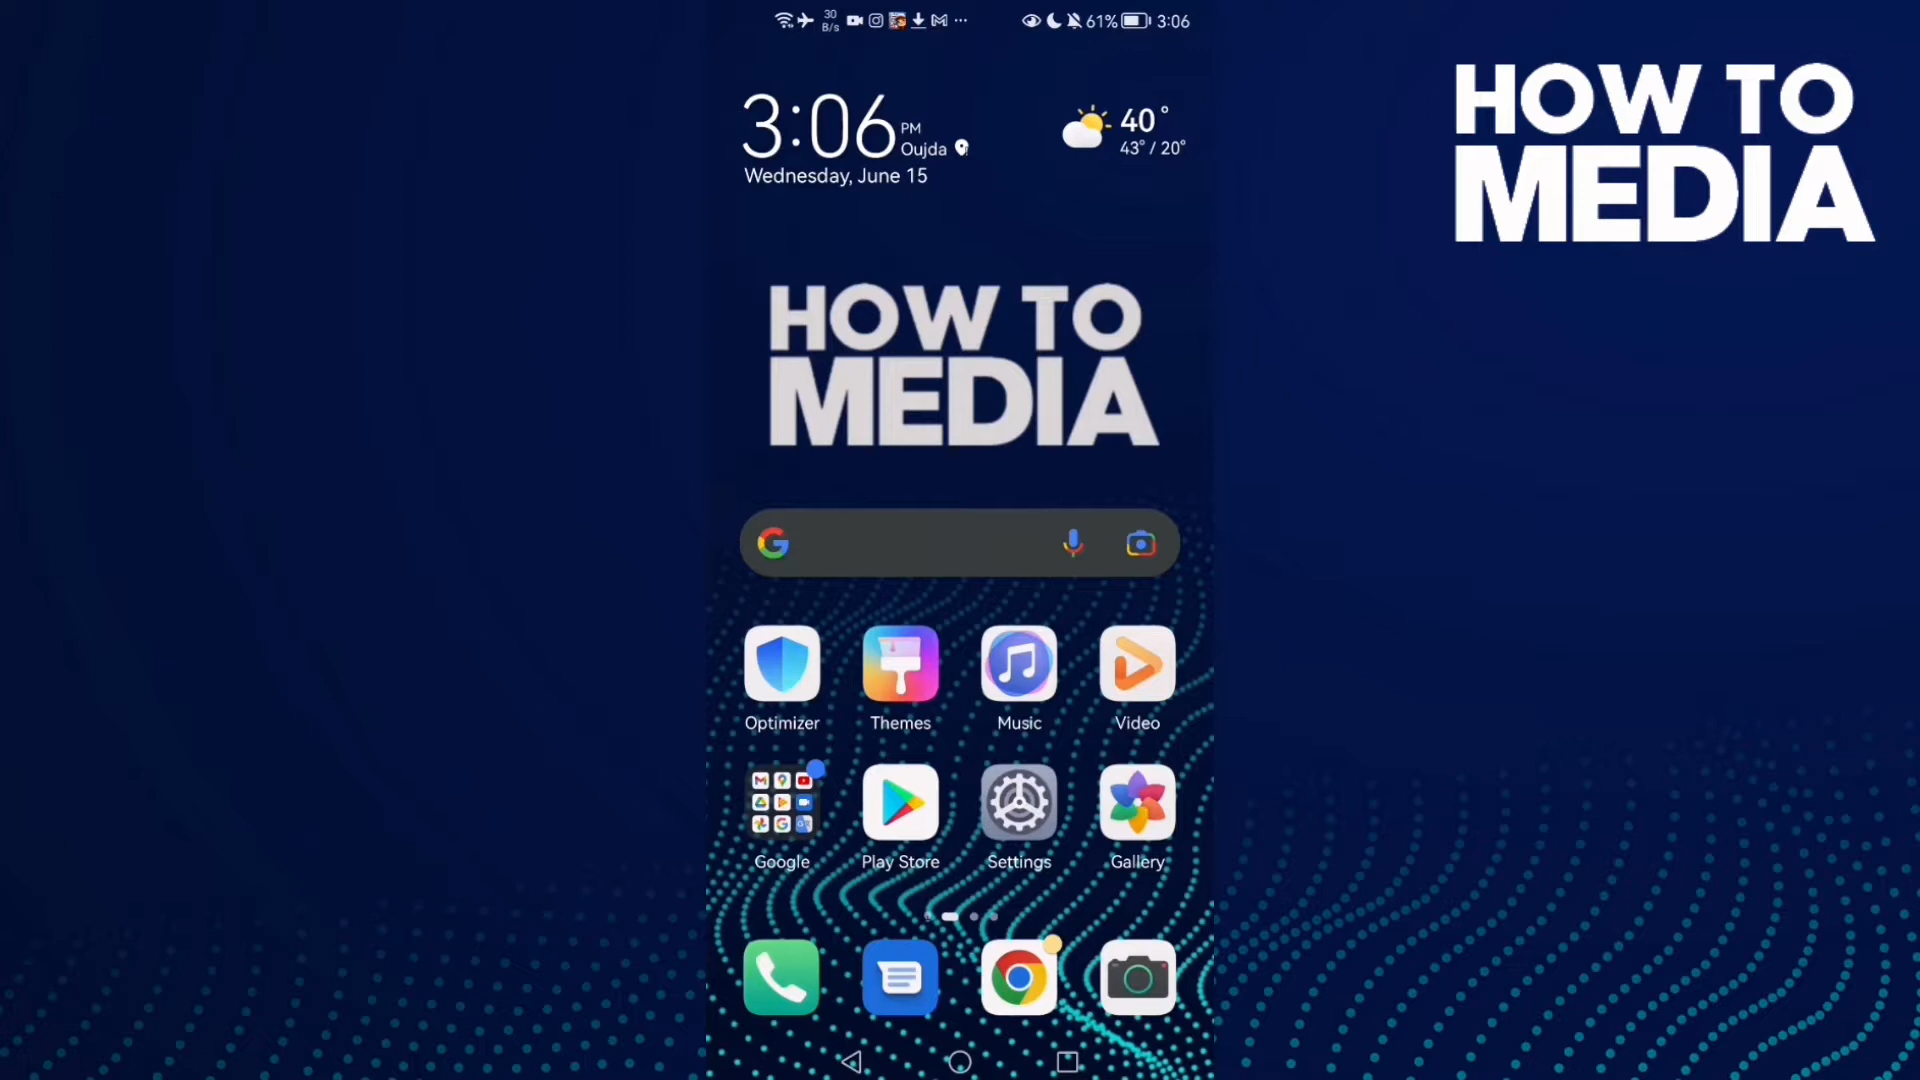 30
B/s
61% 3:06
3:06 PM
Oujda
Wednesday, June 15
40°
43° / 20°
HOW TO
MEDIA
HOW TO
MEDIA
Optimizer Themes Music Video
Google Play Store Settings Gallery